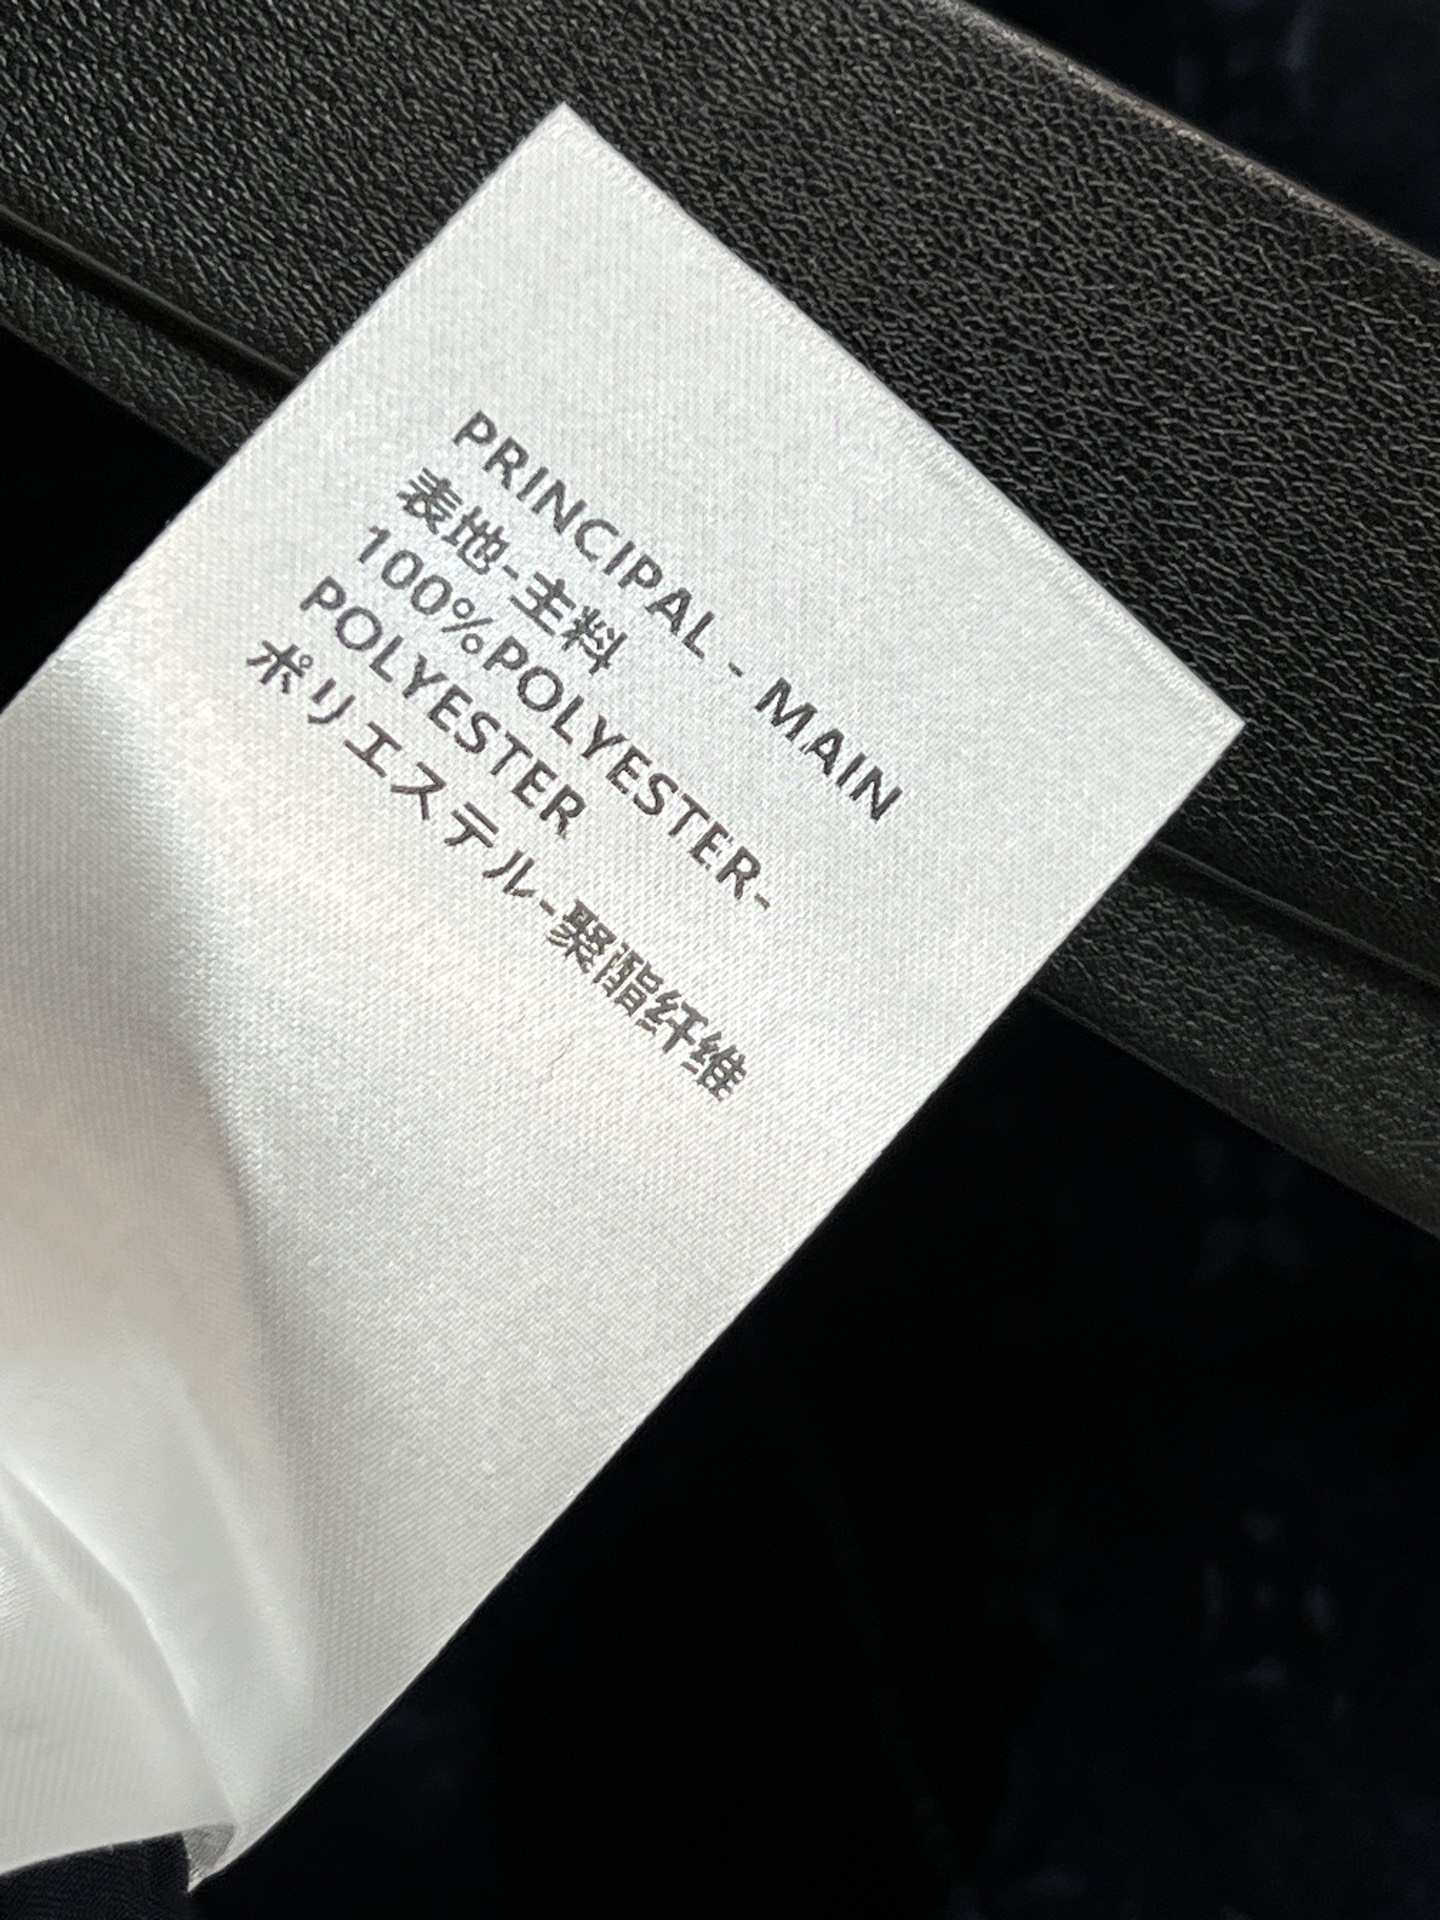 PRINCIPAL - MAIN
表地-主料
100%POLYESTER-
POLYESTER
ポリエステル-聚酯纤维